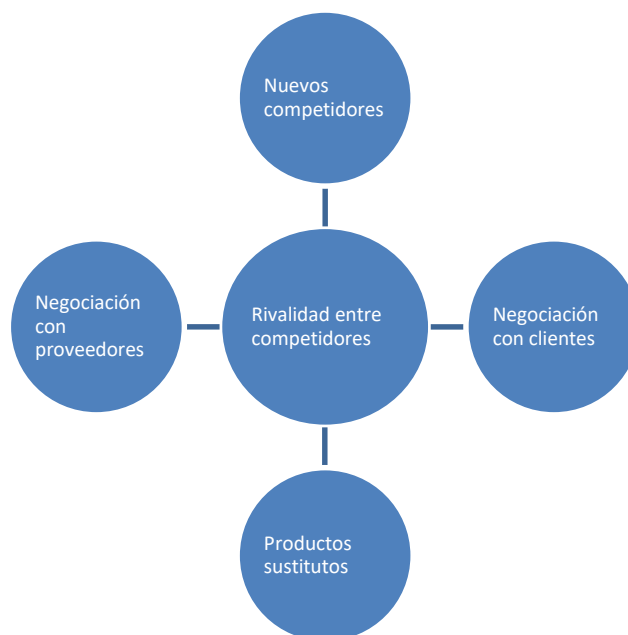 Nuevos
competidores
Negociación
con
proveedores
Rivalidad entre
competidores
Negociación
con clientes
Productos
sustitutos